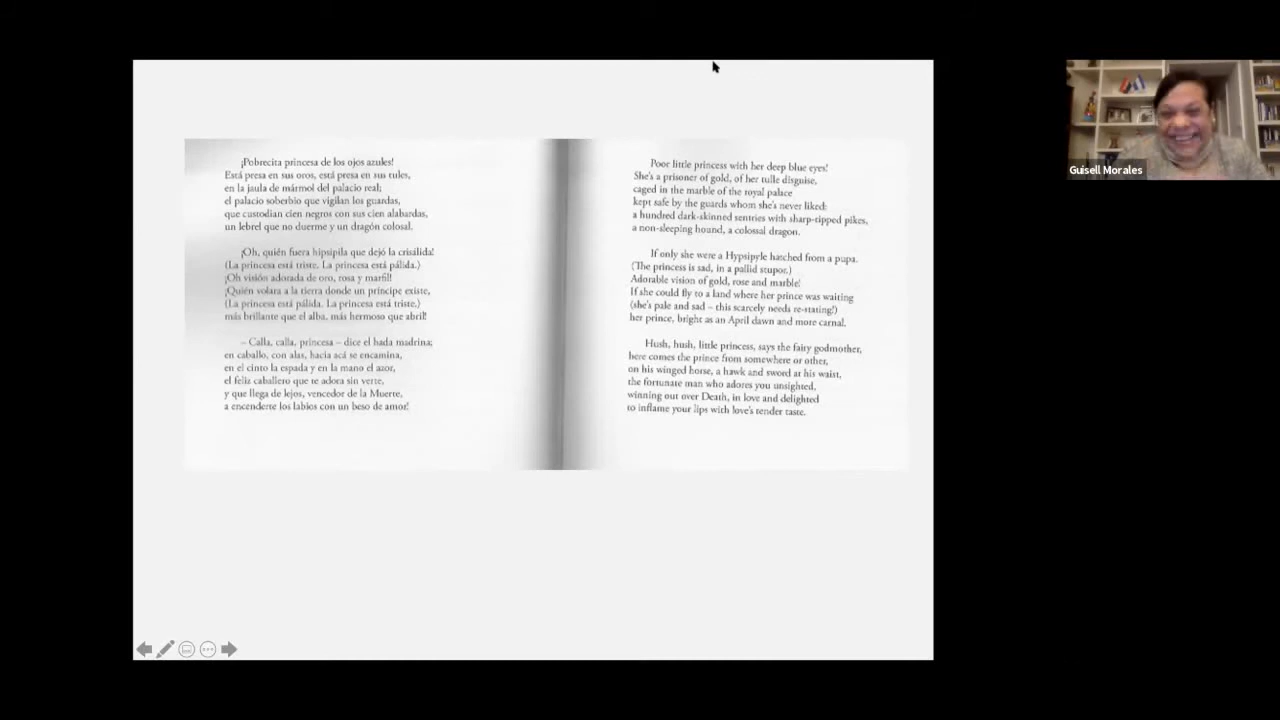 ¡Pobrecita princesa de los ojos azules!
Está presa en sus oros, está presa en sus tules,
en la jaula de mármol del palacio real;
el palacio soberbio que vigilan los guardas,
que custodian cien negros con sus cien alabardas,
un lebrel que no duerme y un dragón colosal.
¡Oh, quién fuera hipsipila que dejó la crisálida!
(La princesa está triste. La princesa está pálida.)
¡Oh visión adorada de oro, rosa y marfil!
¡Quién volara a la tierra donde un príncipe existe,
(La princesa está pálida. La princesa está triste.)
más brillante que el alba, más hermoso que abril!
– Calla, calla, princesa – dice el hada madrina;
en caballo, con alas, hacia acá se encamina,
en el cinto la espada y en la mano el azor,
el feliz caballero que te adora sin verte,
y que llega de lejos, vencedor de la Muerte,
a encenderte los labios con un beso de amor!
Poor little princess with her deep blue eyes!
She's a prisoner of gold, of her tulle disguise,
caged in the marble of the royal palace
kept safe by the guards whom she's never liked:
a hundred dark-skinned sentries with sharp-tipped pikes,
a non-sleeping hound, a colossal dragon.
If only she were a Hypsipyle hatched from a pupa.
(The princess is sad, in a pallid stupor.)
Adorable vision of gold, rose and marble!
If she could fly to a land where her prince was waiting
(she's pale and sad – this scarcely needs re-stating!)
her prince, bright as an April dawn and more carnal.
Hush, hush, little princess, says the fairy godmother,
here comes the prince from somewhere or other,
on his winged horse, a hawk and sword at his waist,
the fortunate man who adores you unsighted,
winning out over Death, in love and delighted
to inflame your lips with love's tender taste.
Guisell Morales